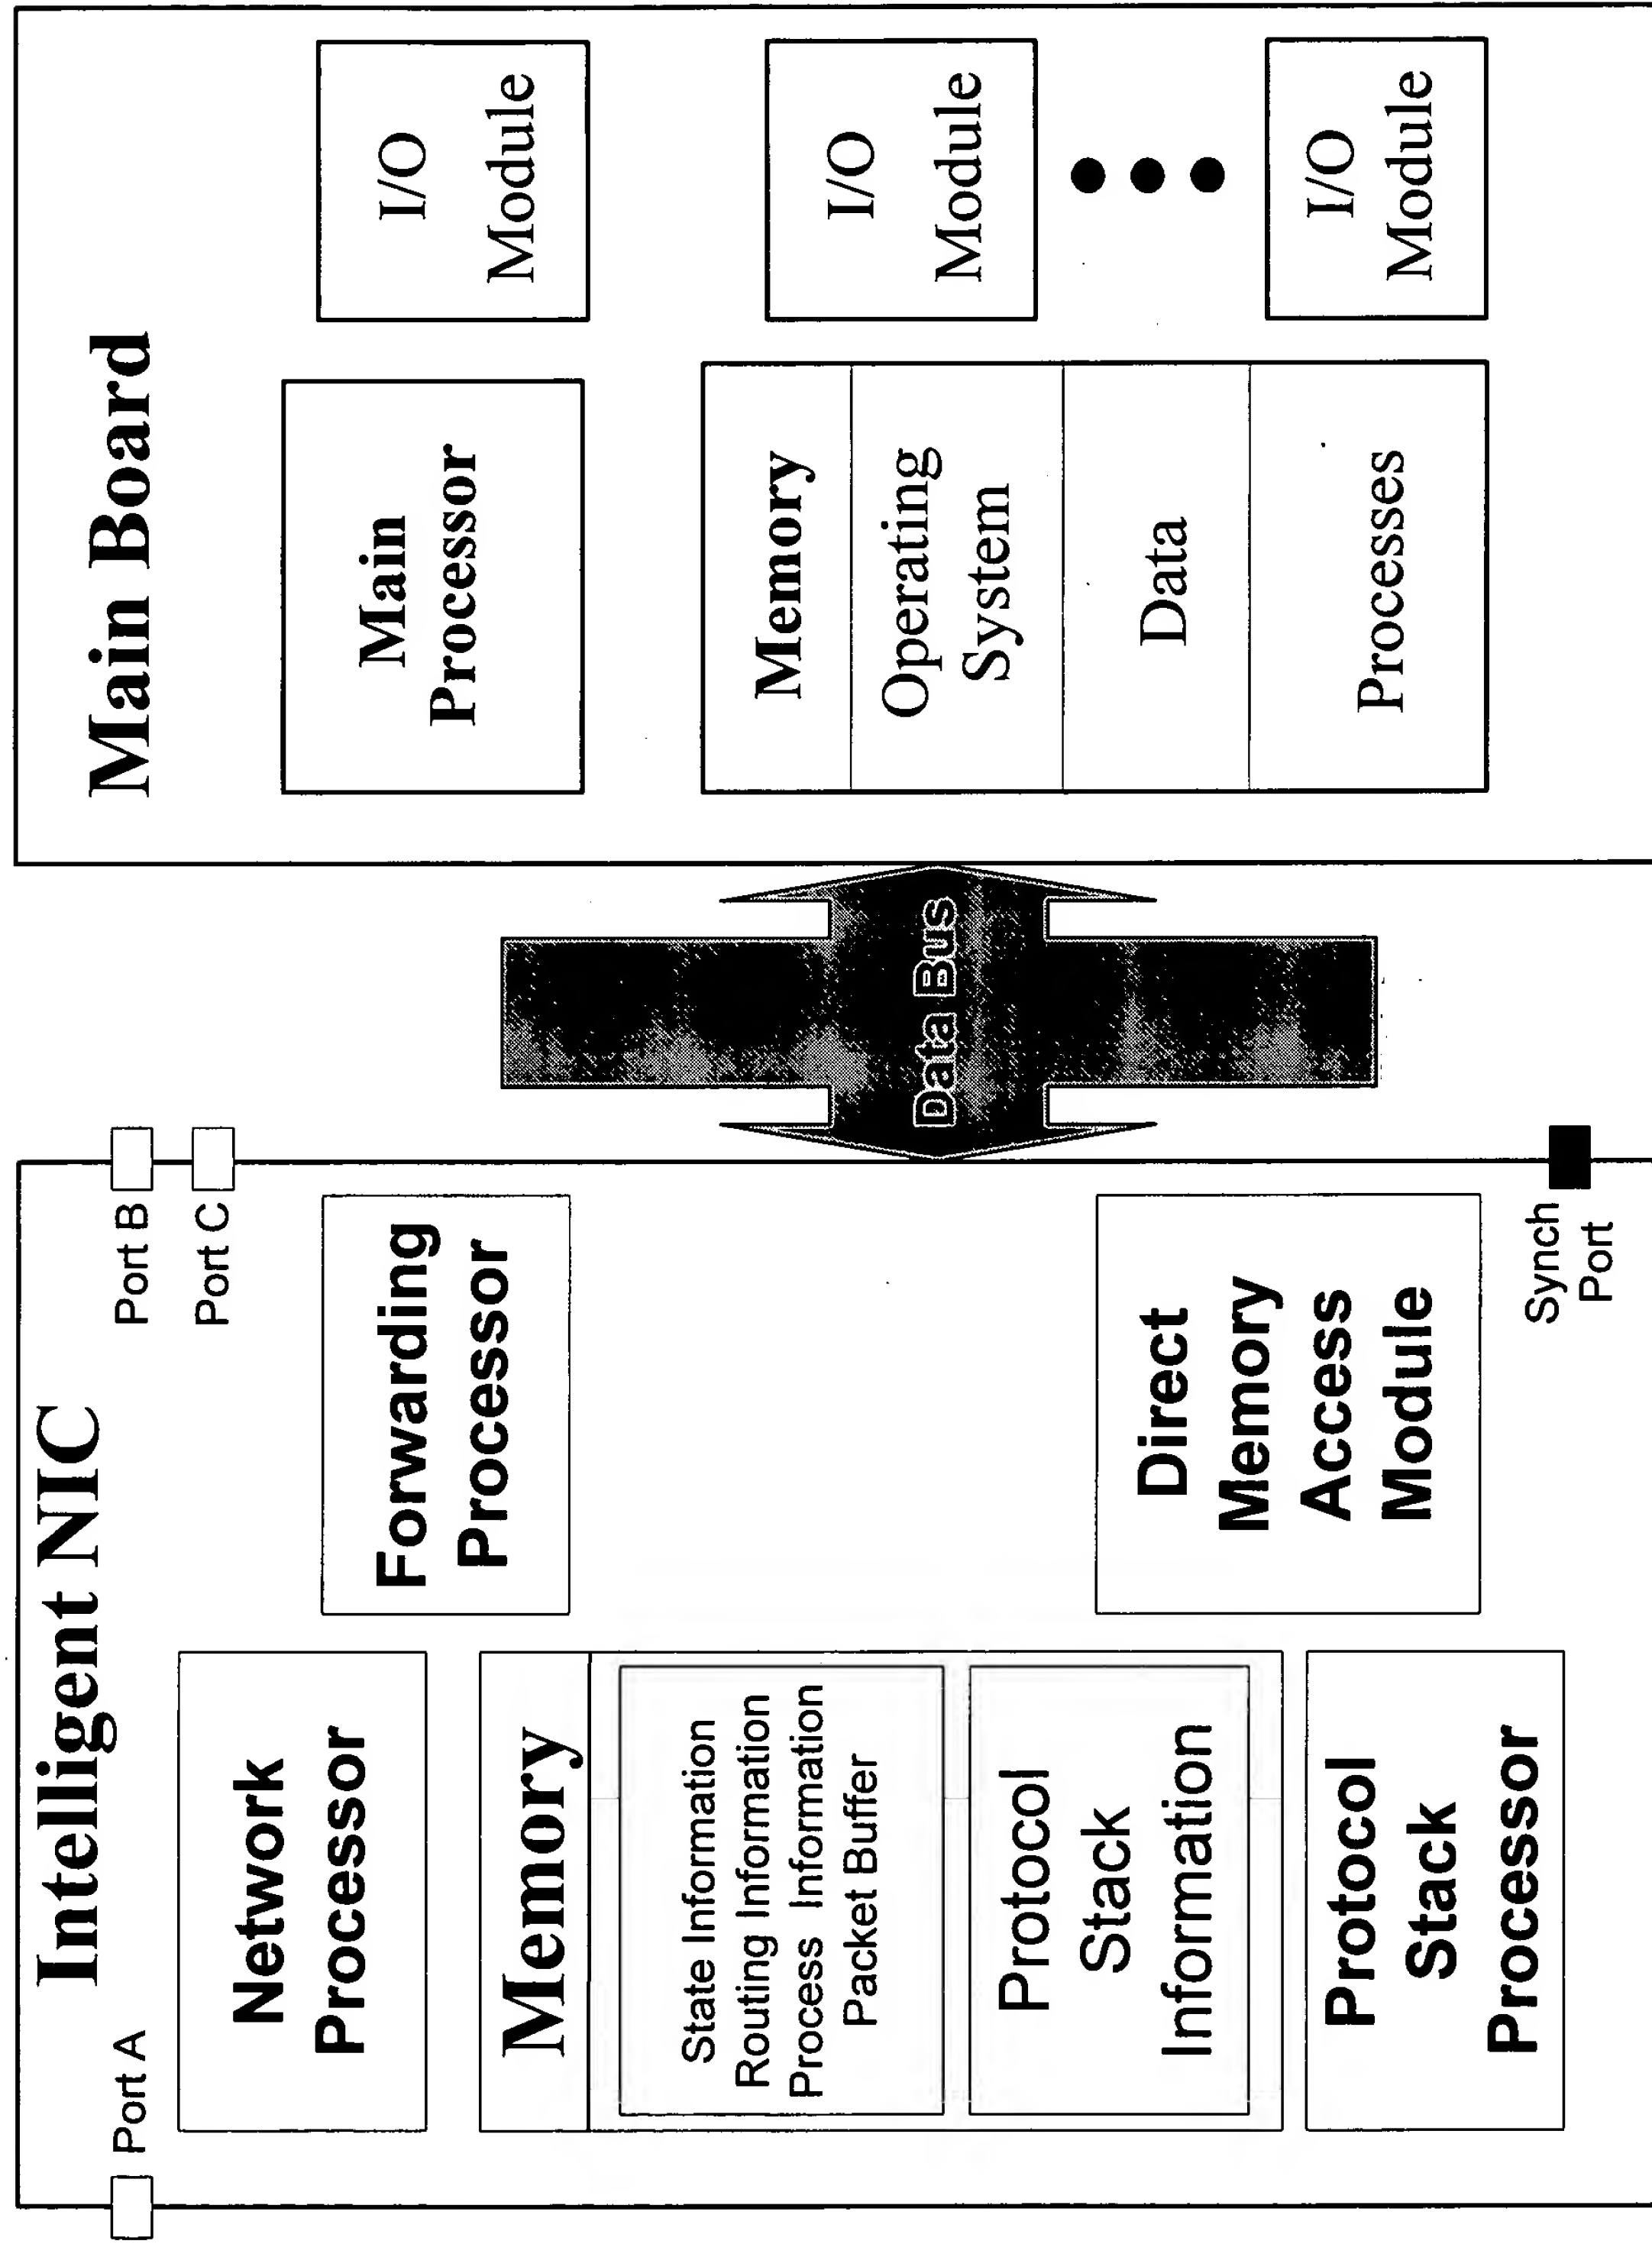 Intelligent NIC
Port A
Port B
Port C
Network
Processor
Forwarding
Processor
Memory
State Information
Routing Information
Process Information
Packet Buffer
Protocol
Stack
Information
Direct
Memory
Access
Module
Protocol
Stack
Processor
Synch
Port
Data Bus
Main Board
Main
Processor
I/O
Module
Memory
Operating
System
Data
Processes
I/O
Module
I/O
Module